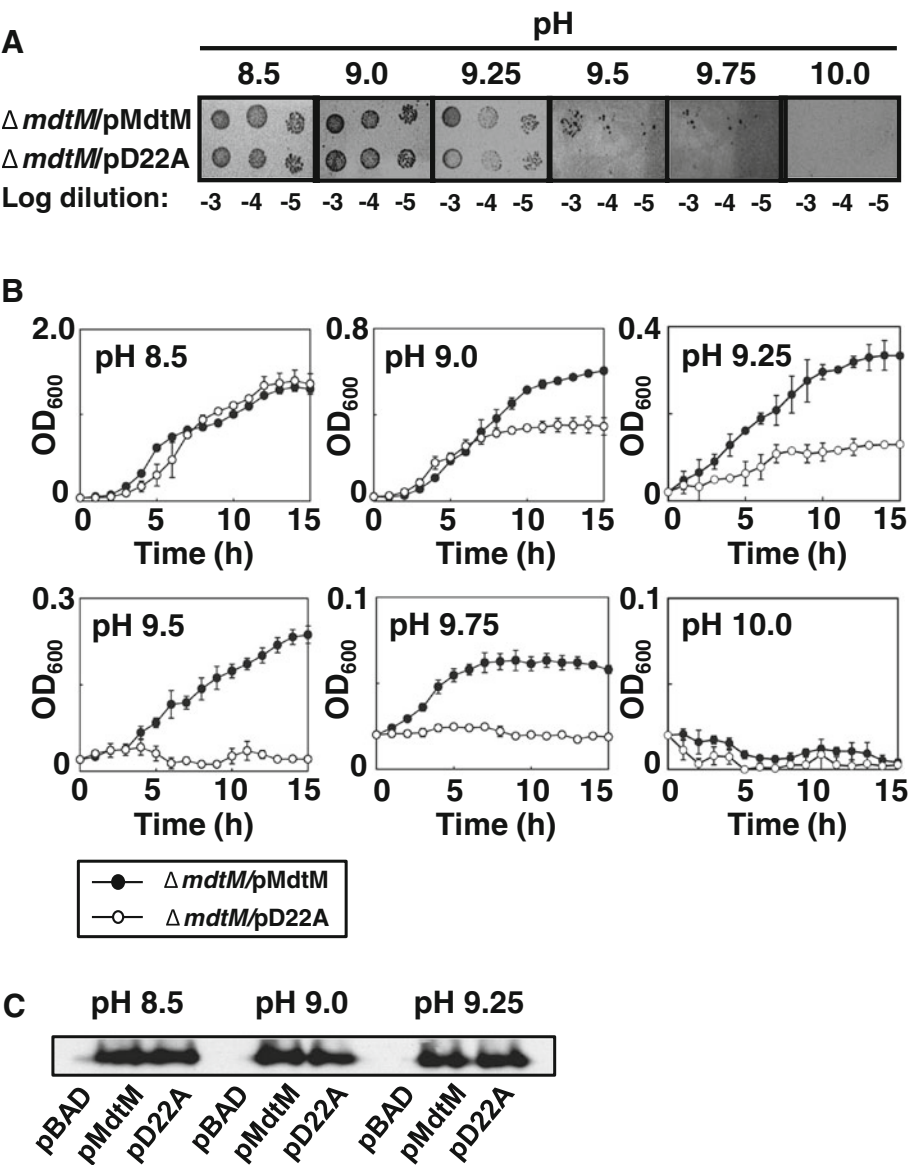 A
pH
8.5 9.0 9.25 9.5 9.75 10.0
Δ mdtM/pMdtM
Δ mdtM/pD22A
Log dilution: -3 -4 -5 -3 -4 -5 -3 -4 -5 -3 -4 -5 -3 -4 -5 -3 -4 -5
B
2.0 pH 8.5 0.8 pH 9.0 0.4 pH 9.25
OD600 OD600 OD600
0 0 0
0 5 10 15 0 5 10 15 0 5 10 15
Time (h) Time (h) Time (h)
0.3 pH 9.5 0.1 pH 9.75 0.1 pH 10.0
OD600 OD600 OD600
0 0 0
0 5 10 15 0 5 10 15 0 5 10 15
Time (h) Time (h) Time (h)
Δ mdtM/pMdtM
Δ mdtM/pD22A
C
pH 8.5 pH 9.0 pH 9.25
pBAD pMdtM pD22A pBAD pMdtM pD22A pBAD pMdtM pD22A